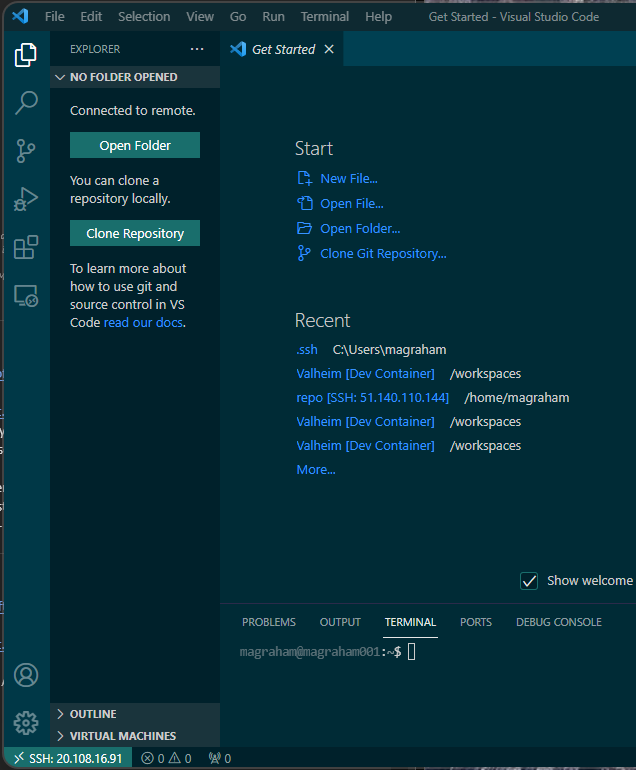 File Edit Selection View Go Run Terminal Help Get Started - Visual Studio Code
EXPLORER ...
Get Started
NO FOLDER OPENED
Connected to remote.
Open Folder
You can clone a
repository locally.
Clone Repository
To learn more about
how to use git and
source control in VS
Code read our docs.
Start
New File...
Open File...
Open Folder...
Clone Git Repository...
Recent
.ssh C:\Users\magraham
Valheim [Dev Container] /workspaces
repo [SSH: 51.140.110.144] /home/magraham
Valheim [Dev Container] /workspaces
Valheim [Dev Container] /workspaces
More...
Show welcome
PROBLEMS OUTPUT TERMINAL PORTS DEBUG CONSOLE
magraham@magraham001:~$
OUTLINE
VIRTUAL MACHINES
SSH: 20.108.16.91 0 0 0